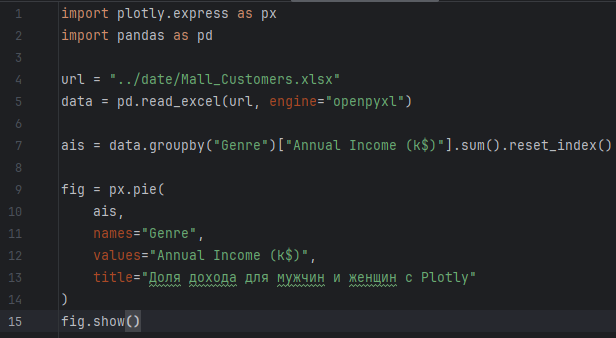 1 import plotly.express as px
2 import pandas as pd
3
4 url = "../date/Mall_Customers.xlsx"
5 data = pd.read_excel(url, engine="openpyxl")
6
7 ais = data.groupby("Genre")["Annual Income (k$)"].sum().reset_index()
8
9 fig = px.pie(
10     ais,
11     names="Genre",
12     values="Annual Income (k$)",
13     title="Доля дохода для мужчин и женщин с Plotly"
14 )
15 fig.show()